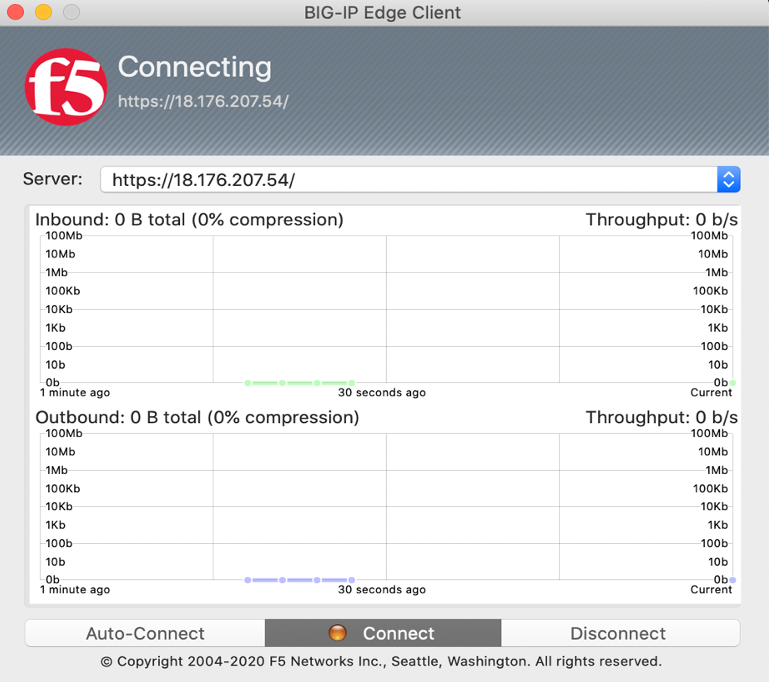 BIG-IP Edge Client
f5
Connecting
https://18.176.207.54/
Server: https://18.176.207.54/
Inbound: 0 B total (0% compression) Throughput: 0 b/s
100Mb 100Mb
10Mb 10Mb
1Mb 1Mb
100Kb 100Kb
10Kb 10Kb
1Kb 1Kb
100b 100b
10b 10b
0b 0b
1 minute ago 30 seconds ago Current
Outbound: 0 B total (0% compression) Throughput: 0 b/s
100Mb 100Mb
10Mb 10Mb
1Mb 1Mb
100Kb 100Kb
10Kb 10Kb
1Kb 1Kb
100b 100b
10b 10b
0b 0b
1 minute ago 30 seconds ago Current
Auto-Connect Connect Disconnect
© Copyright 2004-2020 F5 Networks Inc., Seattle, Washington. All rights reserved.